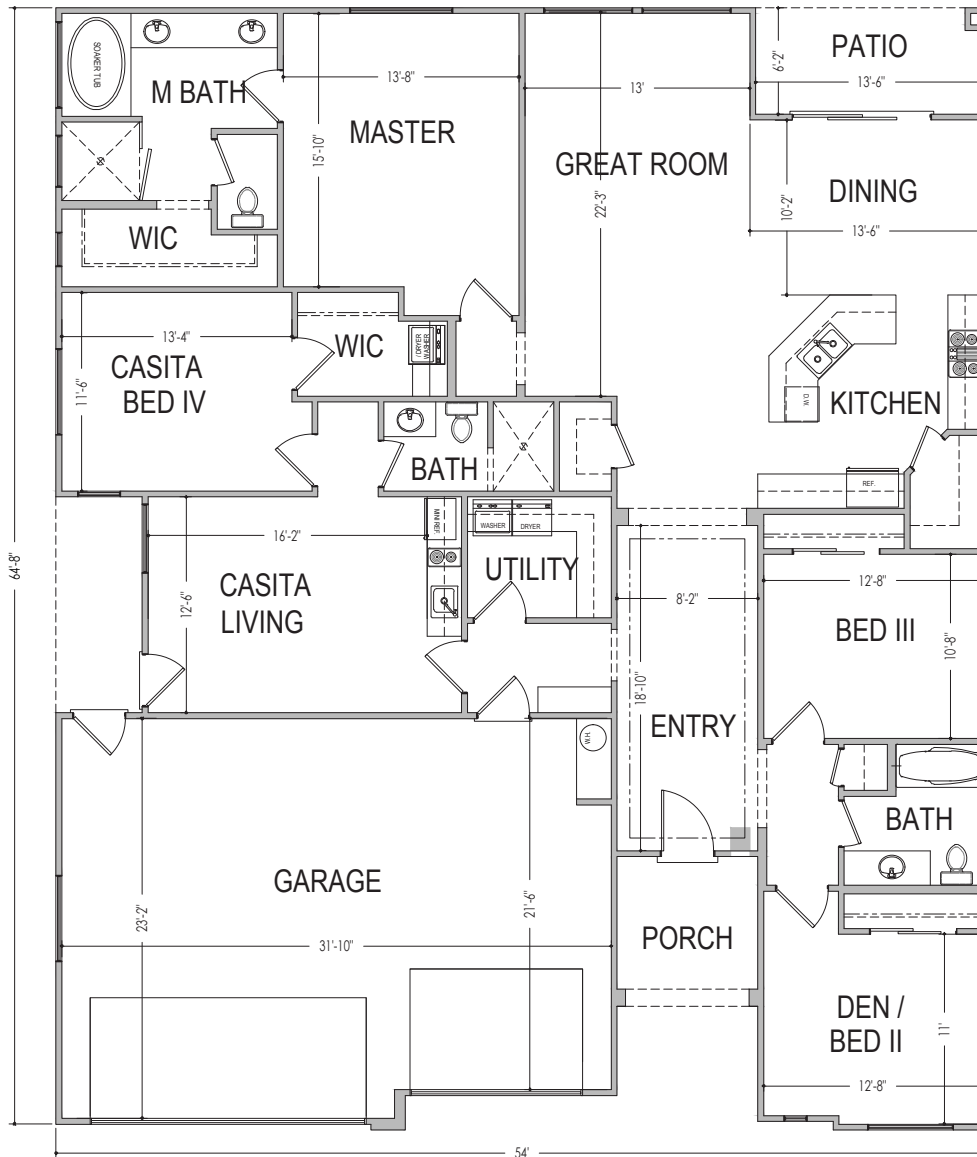 SOAKER TUB
M BATH
13'-8"
MASTER
15'-10"
13'
GREAT ROOM
22'-3"
PATIO
6'-2"
13'-6"
DINING
10'-2"
13'-6"
WIC
13'-4"
CASITA
BED IV
11'-6"
WIC
DRYER
WASHER
KITCHEN
D.W.
BATH
REF.
64'-8"
16'-2"
CASITA
LIVING
12'-6"
MINI REF.
WASHER
DRYER
UTILITY
8'-2"
18'-10"
ENTRY
12'-8"
BED III
10'-8"
W.H.
BATH
GARAGE
23'-2"
21'-6"
31'-10"
PORCH
DEN /
BED II
11'
12'-8"
54'